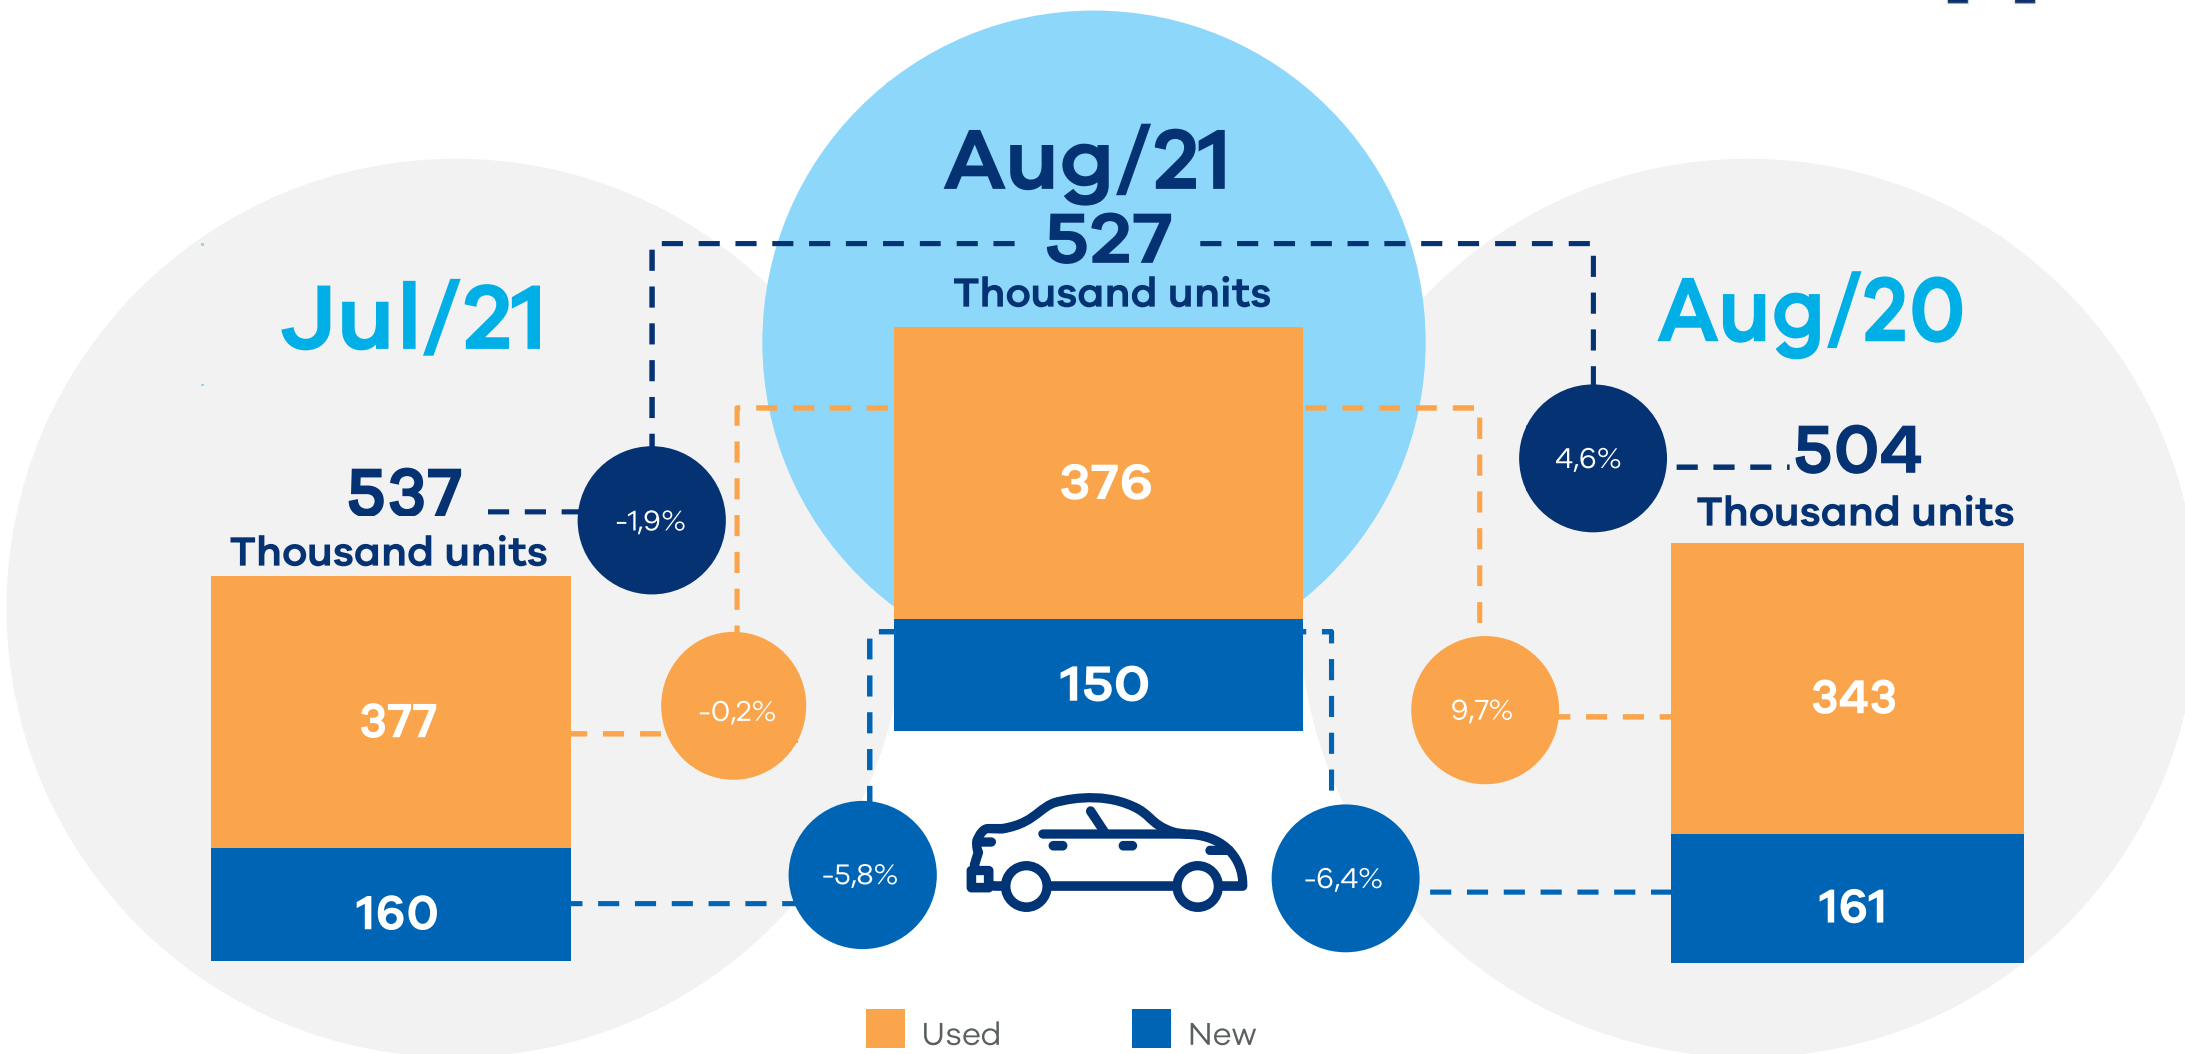 Aug/21
527
Thousand units
376
150
Jul/21
537
Thousand units
377
160
-1,9%
-0,2%
-5,8%
Aug/20
504
Thousand units
343
161
4,6%
9,7%
-6,4%
Used
New